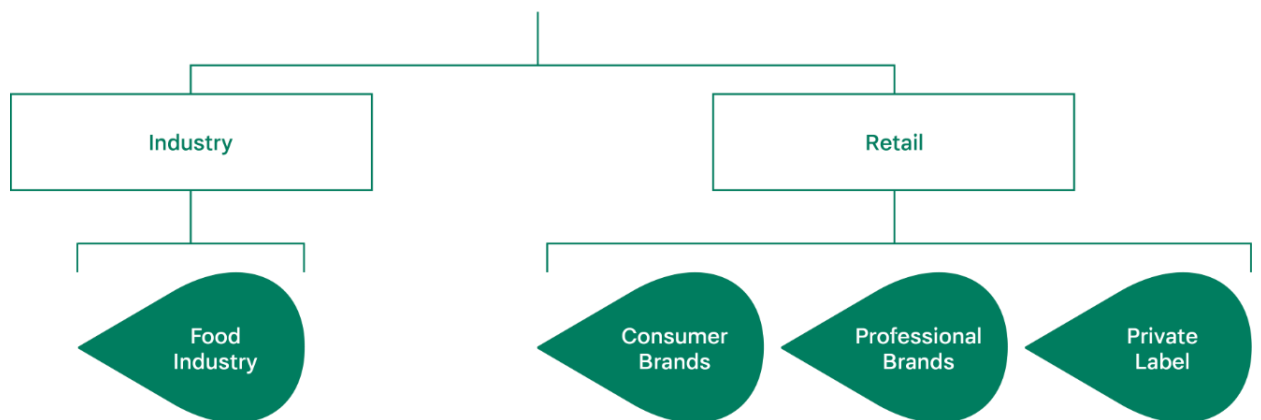 Industry
Retail
Food
Industry
Consumer
Brands
Professional
Brands
Private
Label